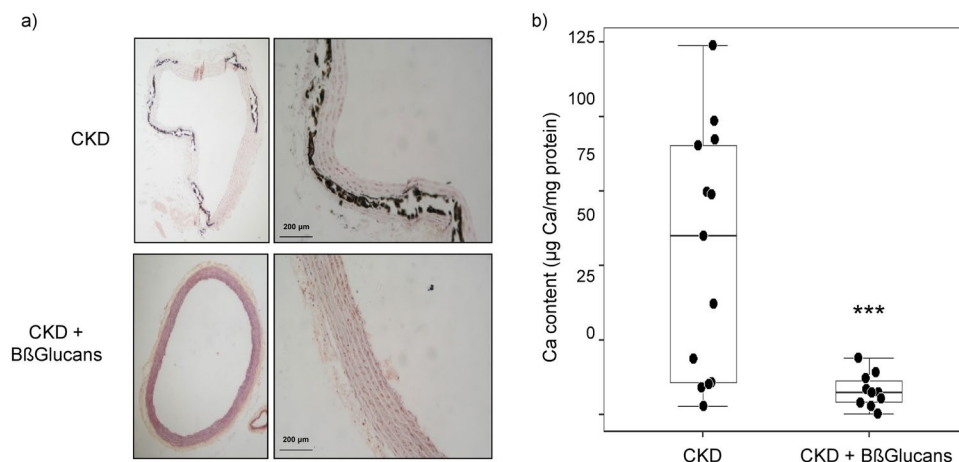 a)
CKD
200 µm
CKD +
BßGlucans
200 µm
b)
Ca content (µg Ca/mg protein)
125
100
75
50
25
0
***
CKD
CKD + BßGlucans